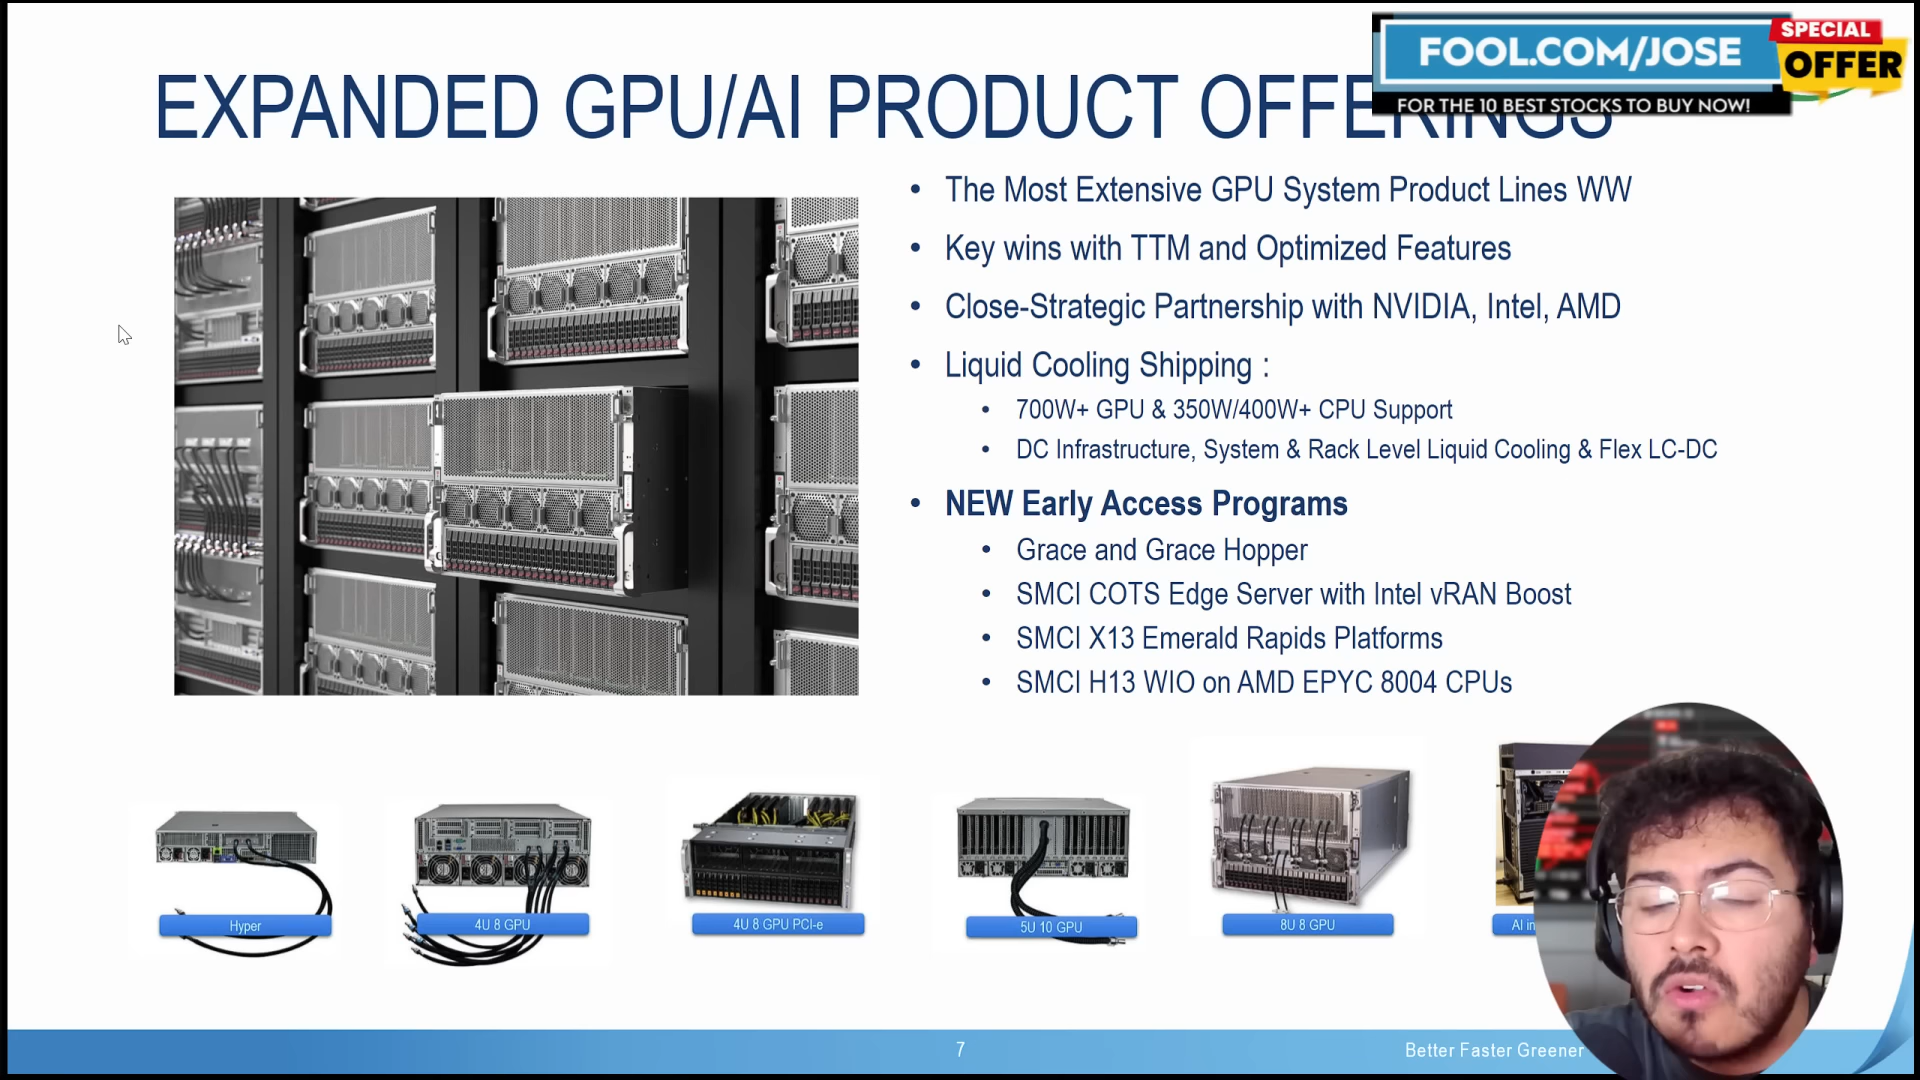 FOOL.COM/JOSE
SPECIAL
OFFER
FOR THE 10 BEST STOCKS TO BUY NOW!
EXPANDED GPU/AI PRODUCT OFFERINGS
• The Most Extensive GPU System Product Lines WW
• Key wins with TTM and Optimized Features
• Close-Strategic Partnership with NVIDIA, Intel, AMD
• Liquid Cooling Shipping :
• 700W+ GPU & 350W/400W+ CPU Support
• DC Infrastructure, System & Rack Level Liquid Cooling & Flex LC-DC
• NEW Early Access Programs
• Grace and Grace Hopper
• SMCI COTS Edge Server with Intel vRAN Boost
• SMCI X13 Emerald Rapids Platforms
• SMCI H13 WIO on AMD EPYC 8004 CPUs
Hyper
4U 8 GPU
4U 8 GPU PCI-e
5U 10 GPU
8U 8 GPU
AI
7
Better Faster Greener